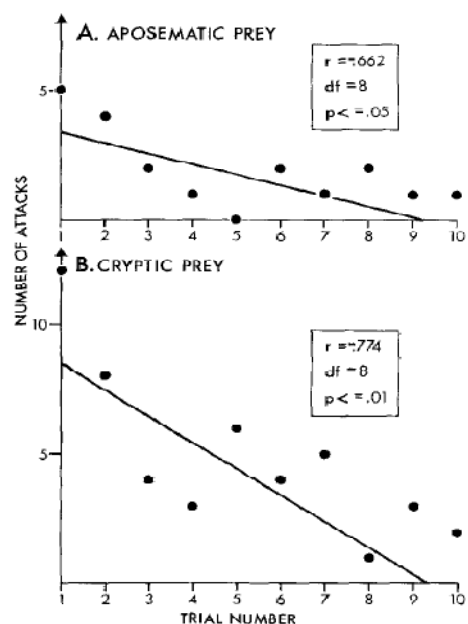 A. APOSEMATIC PREY
r =-.662
df = 8
p< = .05
5
1 2 3 4 5 6 7 8 9 10
NUMBER OF ATTACKS
B. CRYPTIC PREY
r =-.774
df = 8
p< = .01
10
5
1 2 3 4 5 6 7 8 9 10
TRIAL NUMBER